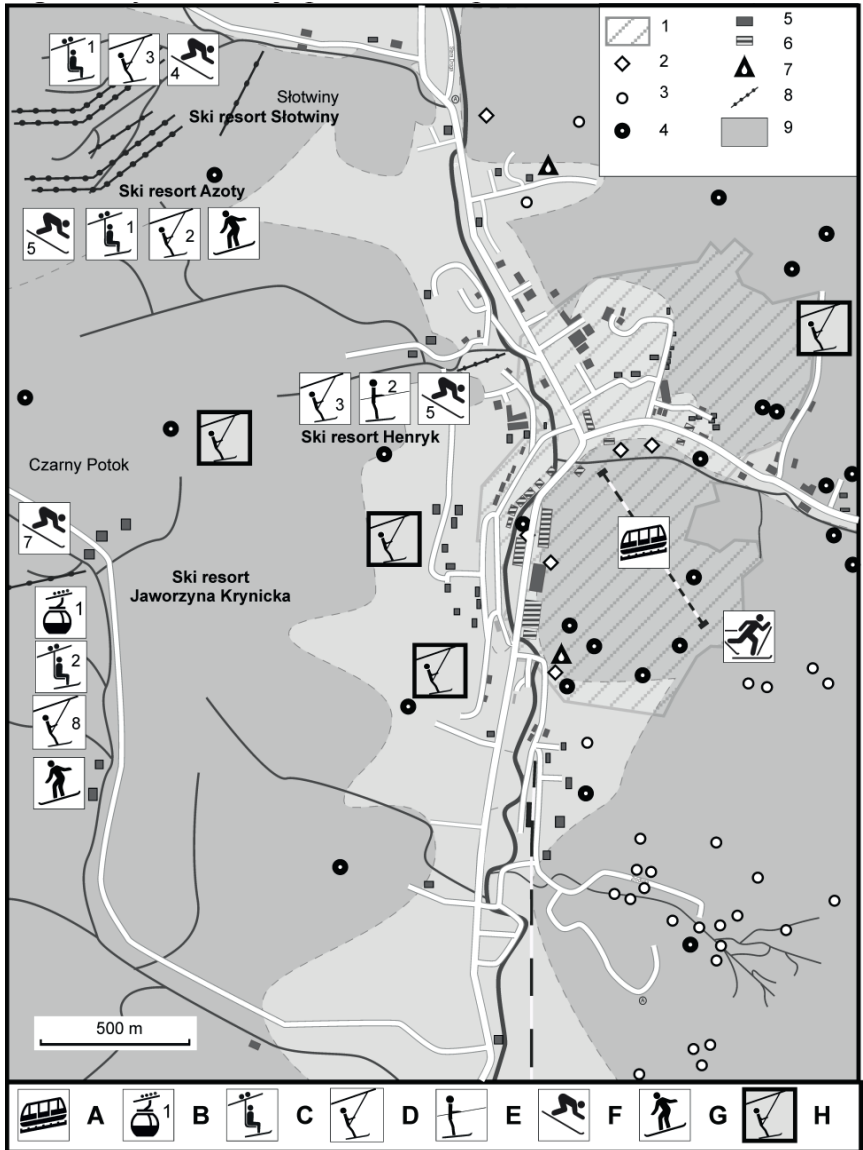 1
3
4
Słotwiny
Ski resort Słotwiny
Ski resort Azoty
5
1
2
1
2
3
4
5
6
7
8
9
3
2
5
Ski resort Henryk
Czarny Potok
7
Ski resort
Jaworzyna Krynicka
1
2
8
500 m
A
1
B
C
D
E
F
G
H